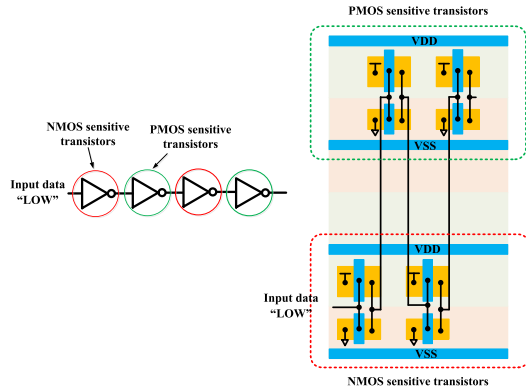 NMOS sensitive
transistors
PMOS sensitive
transistors
Input data
“LOW”
PMOS sensitive transistors
VDD
VSS
VDD
Input data
“LOW”
VSS
NMOS sensitive transistors